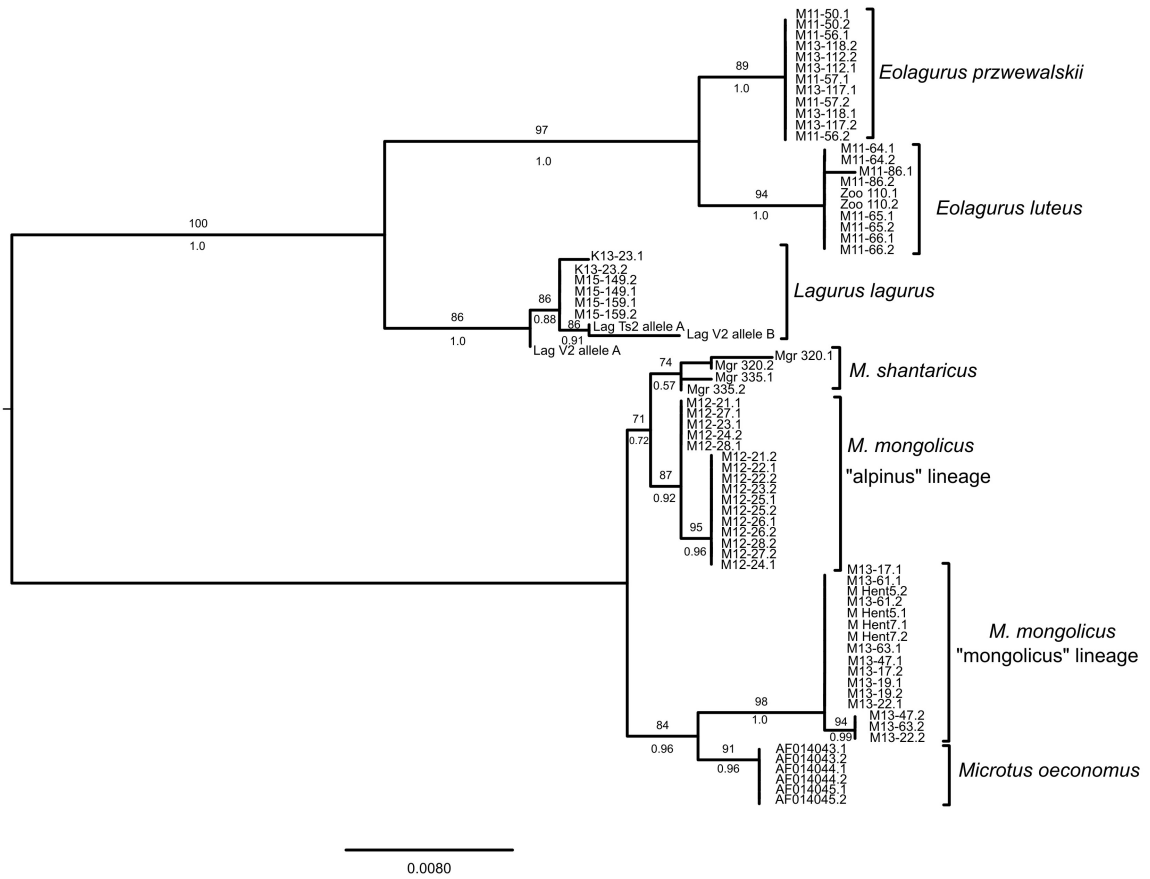 M11-50.1
M11-50.2
M11-56.1
M13-118.2
M13-112.2
M13-112.1
M11-57.1
M13-117.1
M11-57.2
M13-118.1
M13-117.2
M11-56.2
89
1.0
Eolagurus przwewalskii
97
1.0
M11-64.1
M11-64.2
M11-86.1
M11-86.2
Zoo 110.1
Zoo 110.2
M11-65.1
M11-65.2
M11-66.1
M11-66.2
94
1.0
Eolagurus luteus
100
1.0
K13-23.1
K13-23.2
M15-149.2
M15-149.1
M15-159.1
M15-159.2
86
0.88
86
0.91
Lag Ts2 allele A
Lag V2 allele B
Lag V2 allele A
86
1.0
Lagurus lagurus
Mgr 320.1
Mgr 320.2
Mgr 335.1
Mgr 335.2
74
0.57
M. shantaricus
71
0.72
M12-21.1
M12-27.1
M12-23.1
M12-24.2
M12-28.1
M12-21.2
M12-22.1
M12-22.2
M12-23.2
M12-25.1
M12-25.2
M12-26.1
M12-26.2
M12-28.2
M12-27.2
M12-24.1
87
0.92
95
0.96
M. mongolicus
"alpinus" lineage
M13-17.1
M13-61.1
M Hent5.2
M13-61.2
M Hent5.1
M Hent7.1
M Hent7.2
M13-63.1
M13-47.1
M13-17.2
M13-19.1
M13-19.2
M13-22.1
M13-47.2
M13-63.2
M13-22.2
98
1.0
94
0.99
M. mongolicus
"mongolicus" lineage
84
0.96
91
0.96
AF014043.1
AF014043.2
AF014044.1
AF014044.2
AF014045.1
AF014045.2
Microtus oeconomus
0.0080